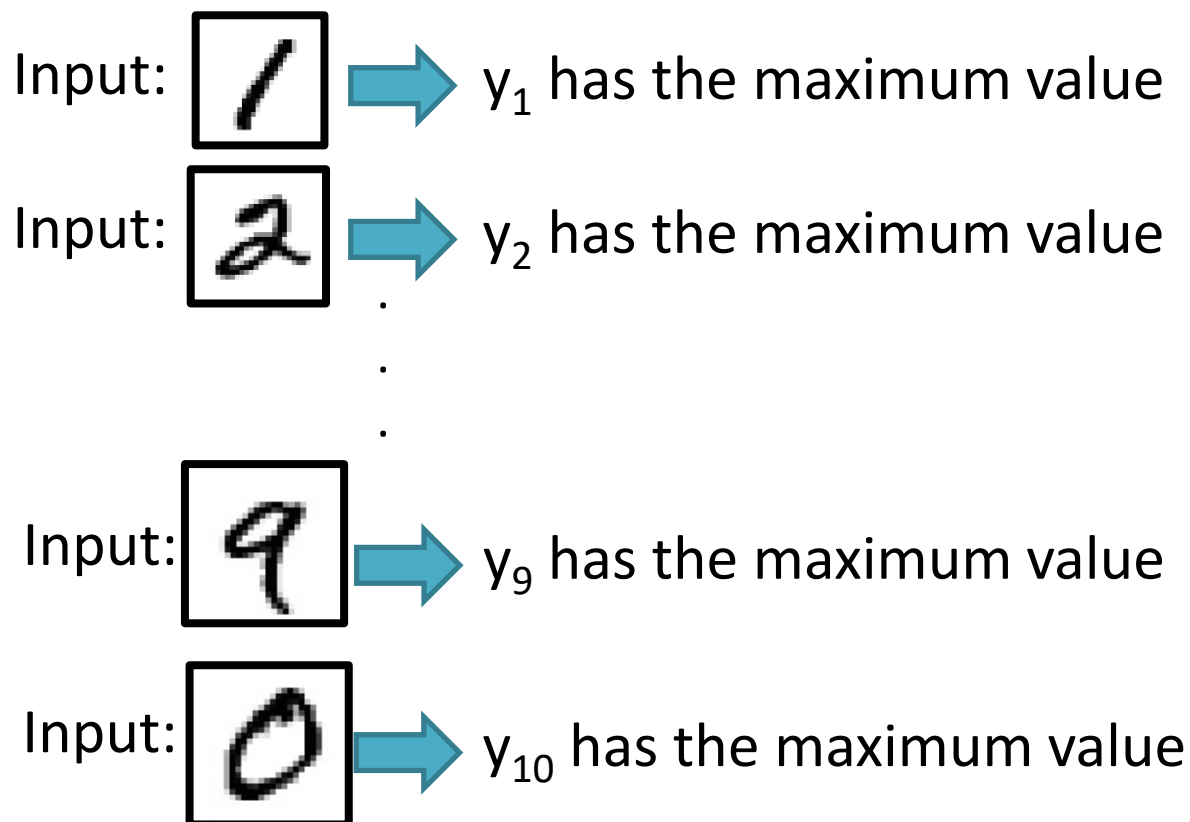 Input: 1 y₁ has the maximum value
Input: 2 y₂ has the maximum value
.
.
.
Input: 9 y₉ has the maximum value
Input: 0 y₁₀ has the maximum value